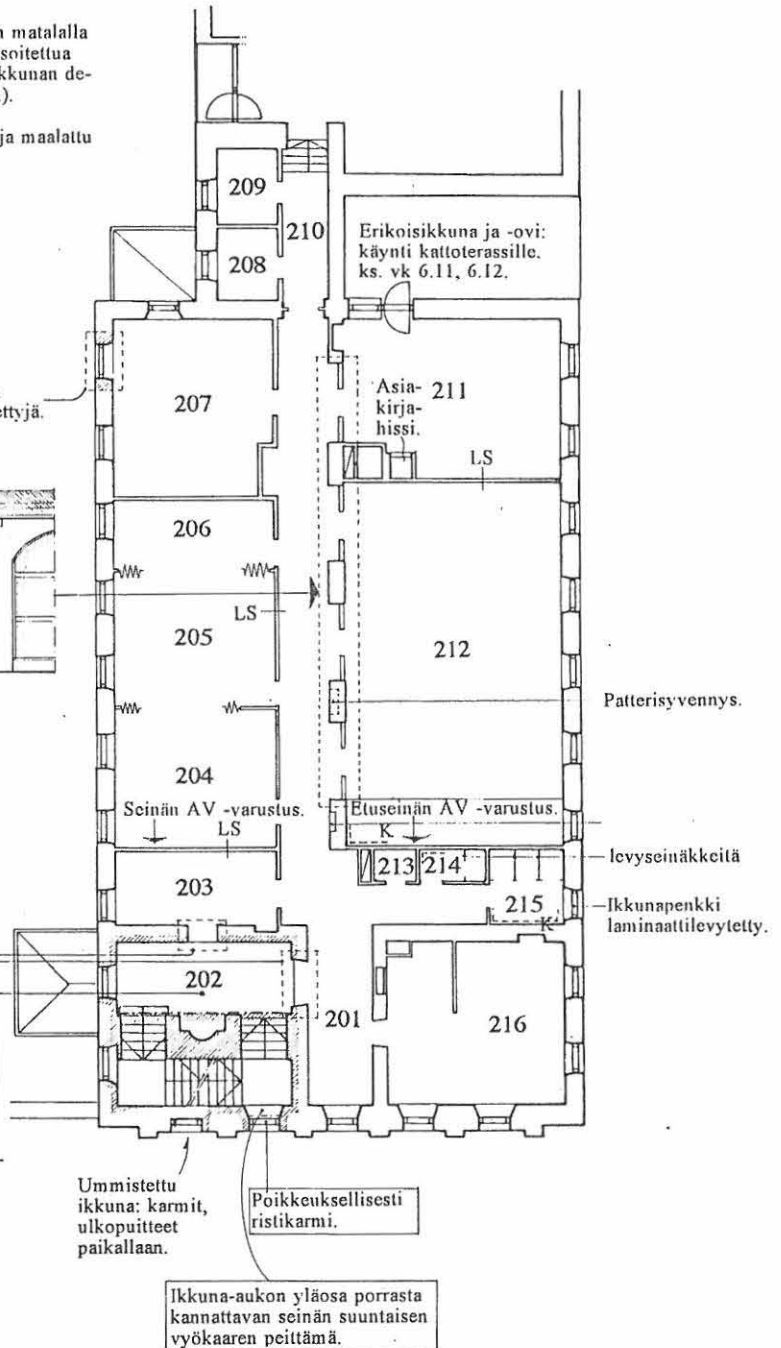 n matalalla
soitettua
kkunan de-
.).
ja maalattu
209
210
208
Erikoisikkuna ja -ovi:
käynti kattoterassille.
ks. vk 6.11, 6.12.
ttyjä.
207
Asia-
kirja-
hissi.
211
LS
206
LS
205
212
Patterisyvennys.
204
Seinän AV -varustus.
LS
Etuseinän AV -varustus.
K
levyseinäkkeitä
213
214
203
215
Ikkunapenkki
laminaattilevytetty.
K
202
201
216
Ummistettu
ikkuna: karmit,
ulkopuitteet
paikallaan.
Poikkeuksellisesti
ristikarmi.
Ikkuna-aukon yläosa porrasta
kannattavan seinän suuntaisen
vyökaaren peittämä.